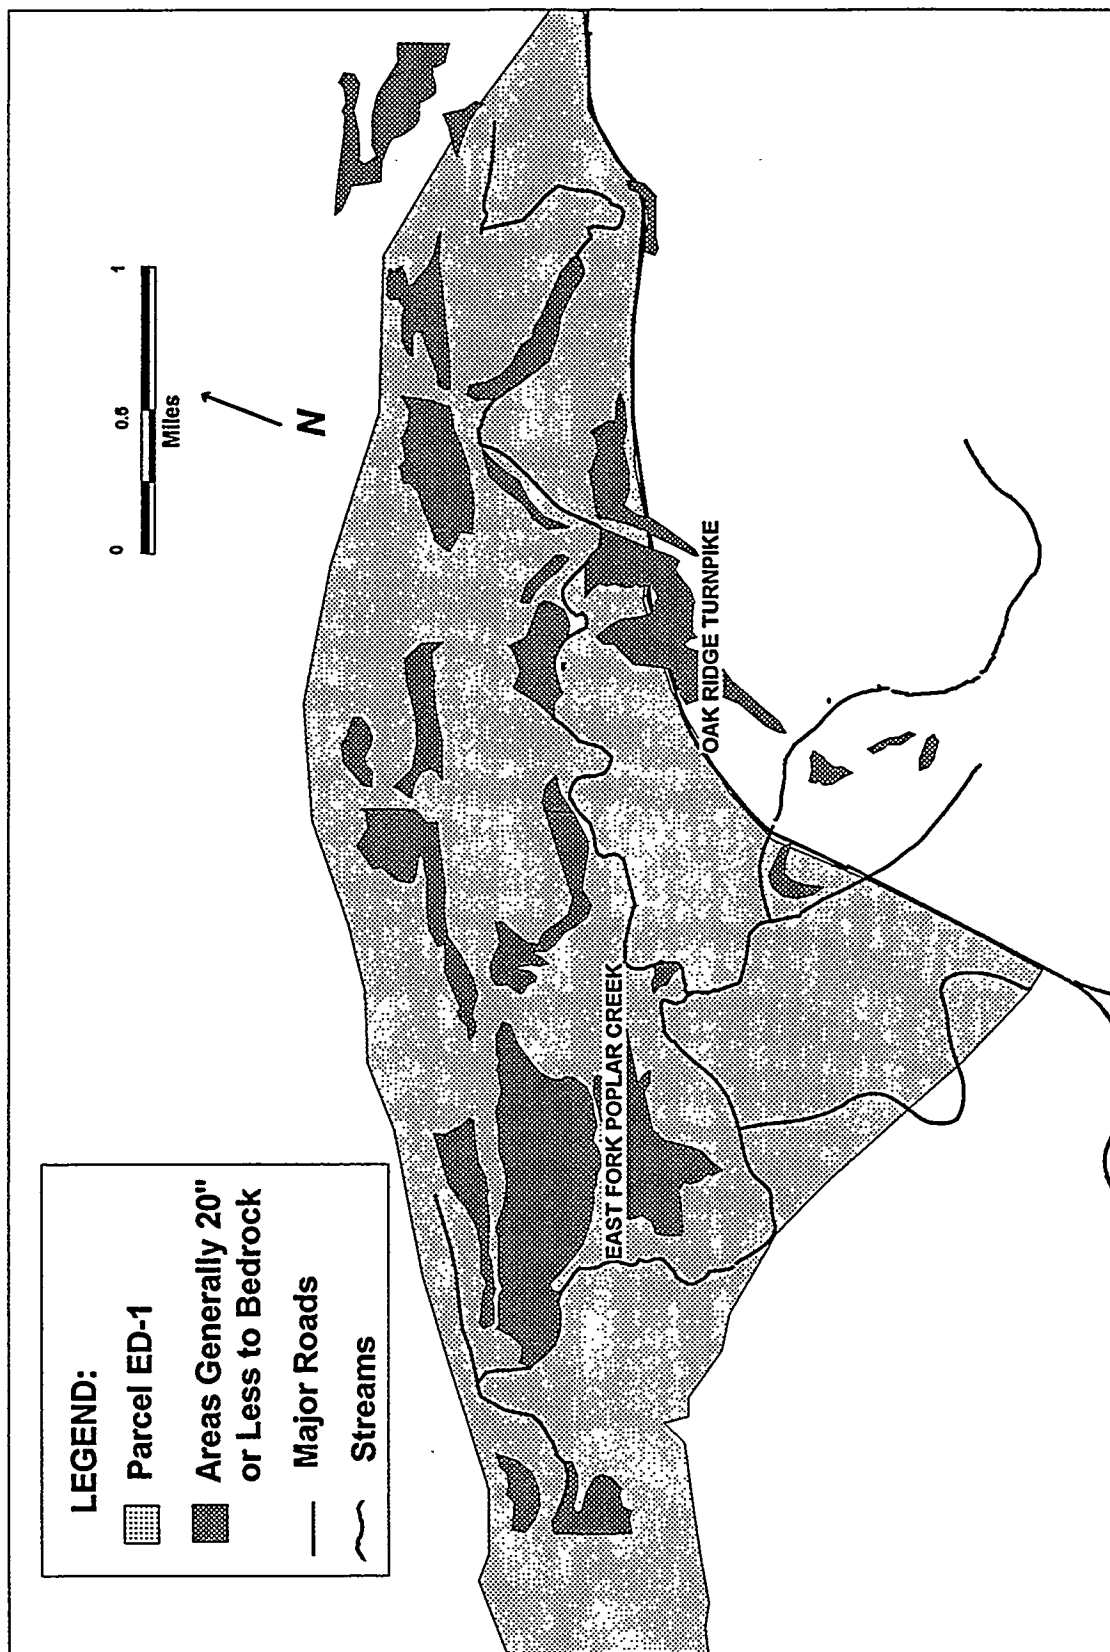 LEGEND:
Parcel ED-1
Areas Generally 20"
or Less to Bedrock
Major Roads
Streams
0 0.5 1
Miles
N
OAK RIDGE TURNPIKE
EAST FORK POPLAR CREEK